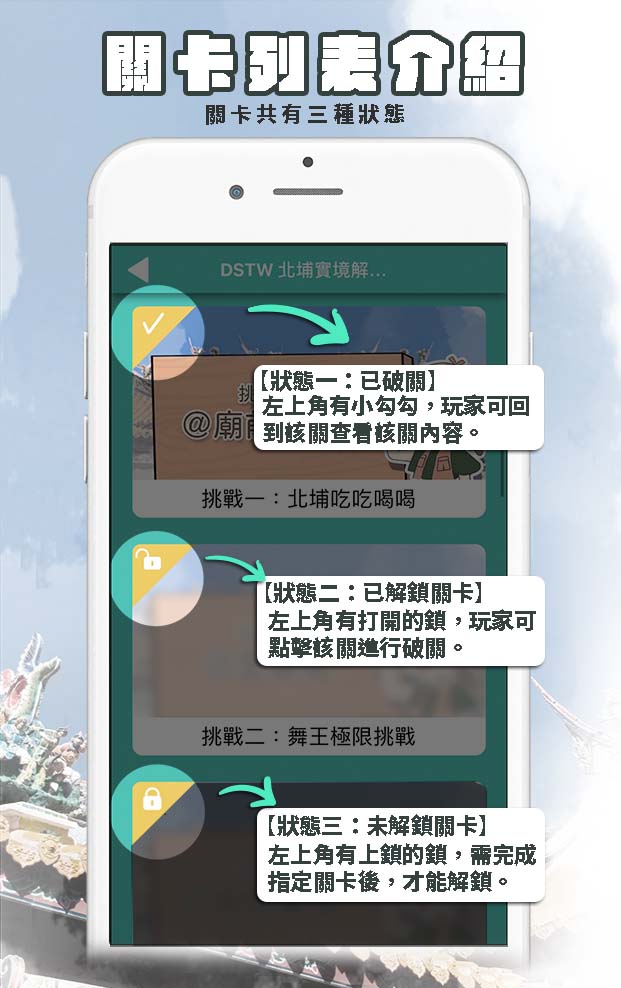 關卡列表介紹
關卡共有三種狀態
DSTW 北埔實境解...
【狀態一：已破關】
左上角有小勾勾，玩家可回
到該關查看該關內容。
挑
@廟前
挑戰一：北埔吃吃喝喝
【狀態二：已解鎖關卡】
左上角有打開的鎖，玩家可
點擊該關進行破關。
挑戰二：舞王極限挑戰
【狀態三：未解鎖關卡】
左上角有上鎖的鎖，需完成
指定關卡後，才能解鎖。